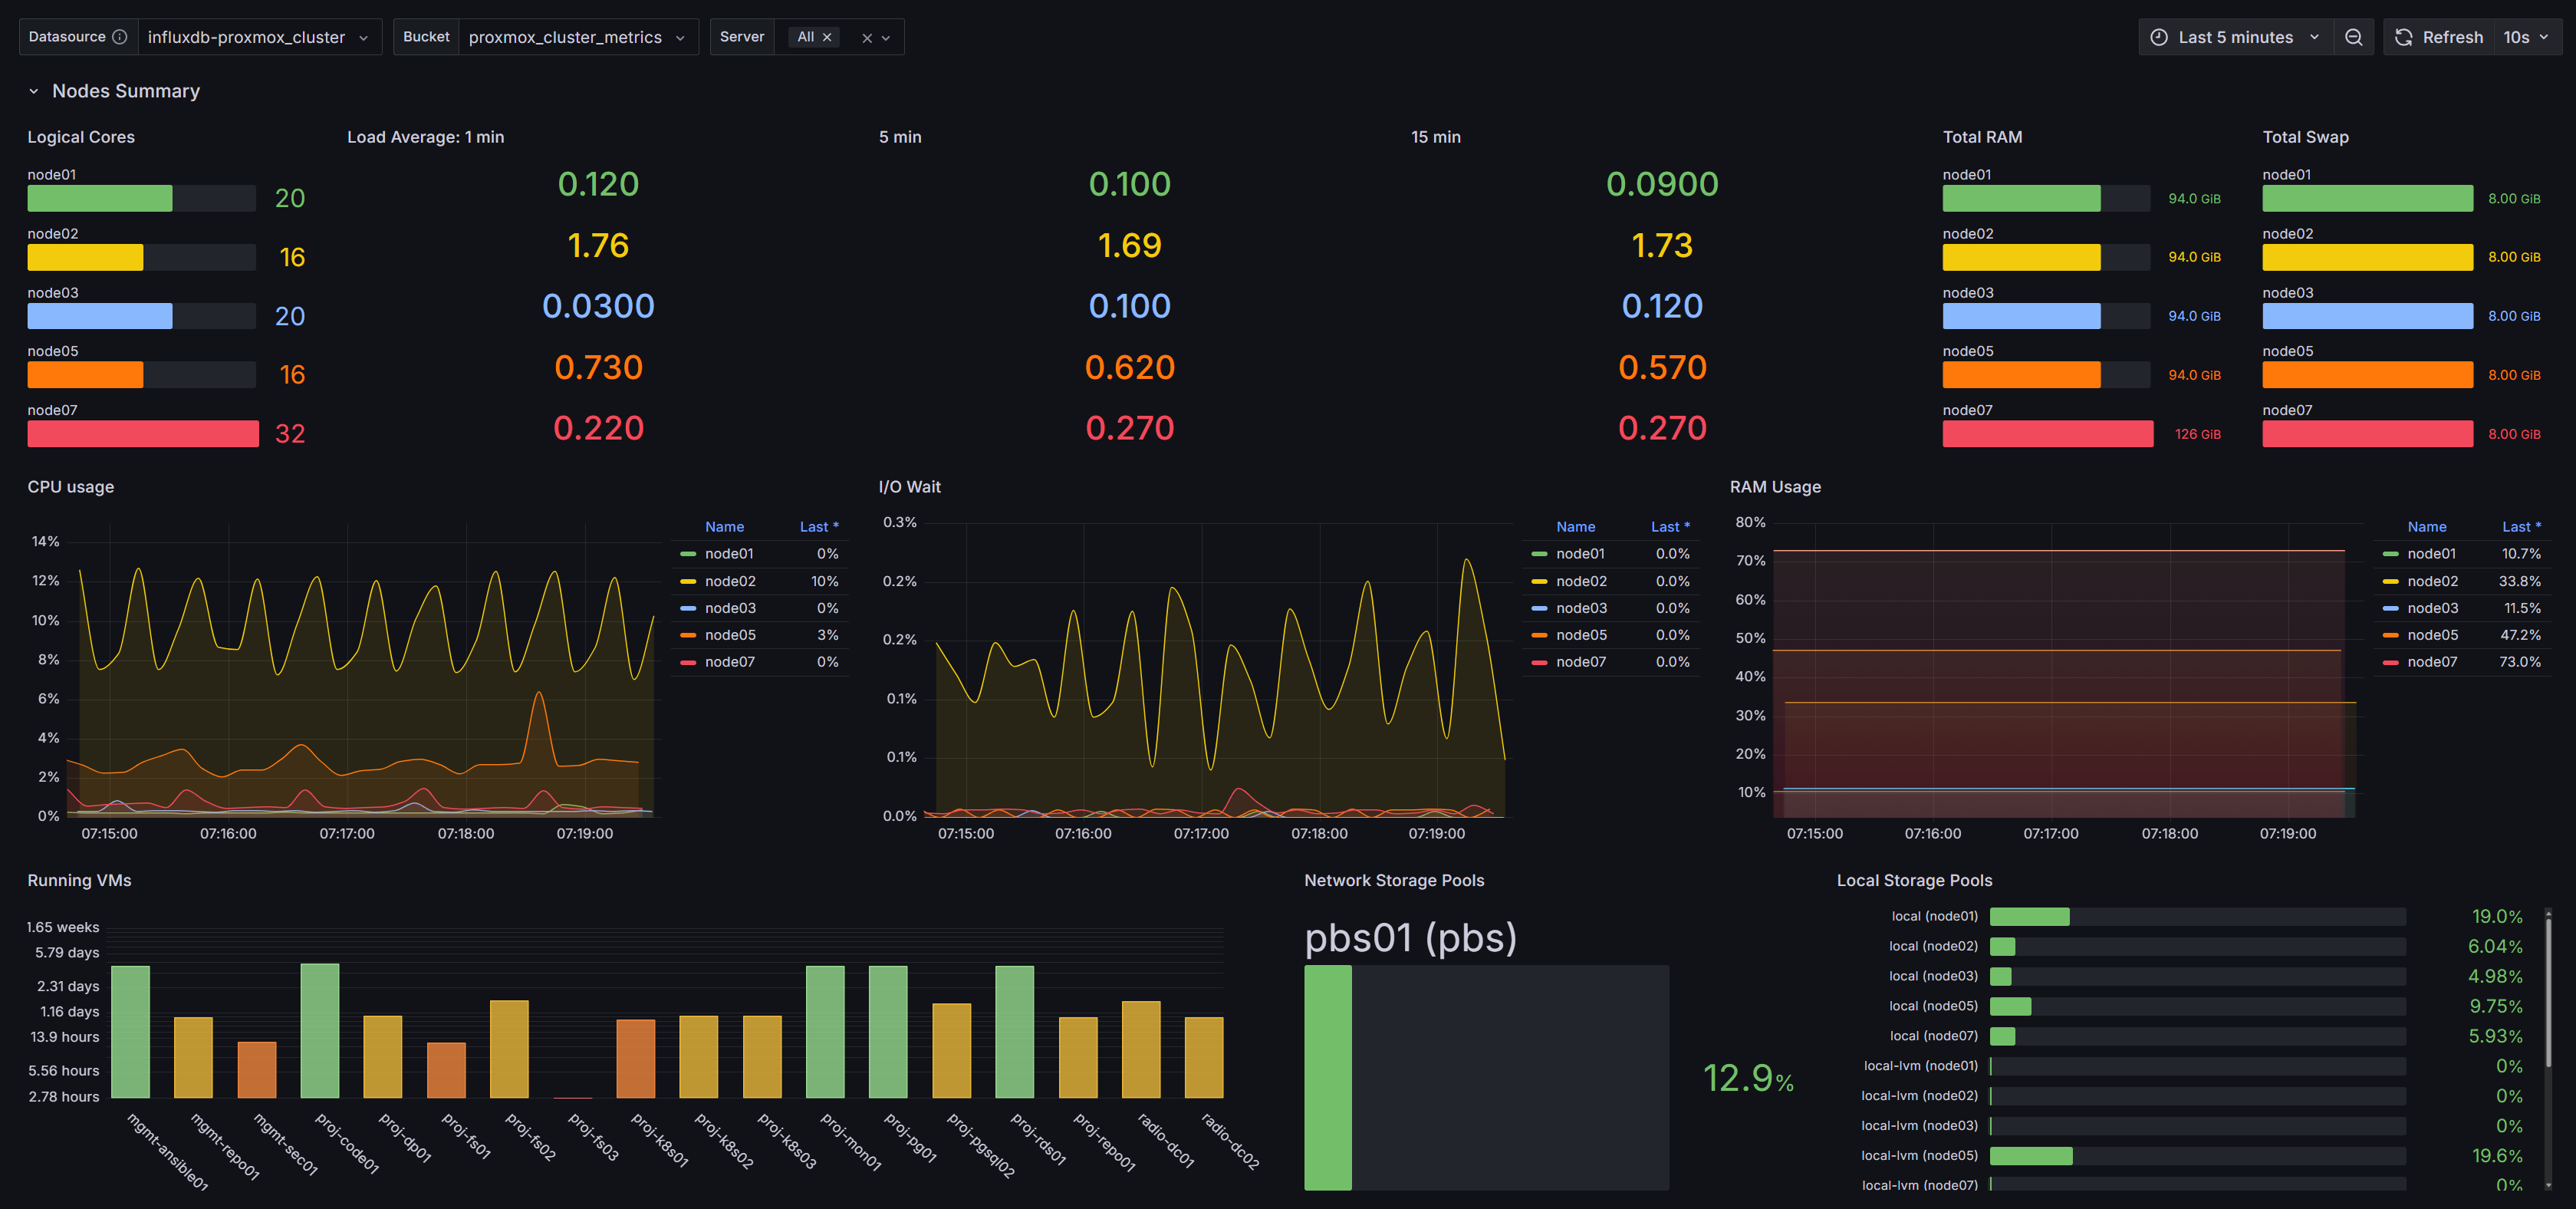 Datasource influxdb-proxmox_cluster Bucket proxmox_cluster_metrics Server All Last 5 minutes Refresh 10s
Nodes Summary
Logical Cores
node01
20
node02
16
node03
20
node05
16
node07
32
Load Average: 1 min
0.120
1.76
0.0300
0.730
0.220
5 min
0.100
1.69
0.100
0.620
0.270
15 min
0.0900
1.73
0.120
0.570
0.270
Total RAM
node01
94.0 GiB
node02
94.0 GiB
node03
94.0 GiB
node05
94.0 GiB
node07
126 GiB
Total Swap
node01
8.00 GiB
node02
8.00 GiB
node03
8.00 GiB
node05
8.00 GiB
node07
8.00 GiB
CPU usage
14%
12%
10%
8%
6%
4%
2%
0%
07:15:00 07:16:00 07:17:00 07:18:00 07:19:00
Name Last *
node01 0%
node02 10%
node03 0%
node05 3%
node07 0%
I/O Wait
0.3%
0.2%
0.2%
0.1%
0.1%
0.0%
07:15:00 07:16:00 07:17:00 07:18:00 07:19:00
Name Last *
node01 0.0%
node02 0.0%
node03 0.0%
node05 0.0%
node07 0.0%
RAM Usage
80%
70%
60%
50%
40%
30%
20%
10%
07:15:00 07:16:00 07:17:00 07:18:00 07:19:00
Name Last *
node01 10.7%
node02 33.8%
node03 11.5%
node05 47.2%
node07 73.0%
Running VMs
1.65 weeks
5.79 days
2.31 days
1.16 days
13.9 hours
5.56 hours
2.78 hours
mgmt-ansible01
mgmt-repo01
mgmt-sec01
proj-code01
proj-dp01
proj-fs01
proj-fs02
proj-fs03
proj-k8s01
proj-k8s02
proj-k8s03
proj-mon01
proj-pg01
proj-pgsql02
proj-rds01
proj-repo01
radio-dc01
radio-dc02
Network Storage Pools
pbs01 (pbs)
12.9%
Local Storage Pools
local (node01) 19.0%
local (node02) 6.04%
local (node03) 4.98%
local (node05) 9.75%
local (node07) 5.93%
local-lvm (node01) 0%
local-lvm (node02) 0%
local-lvm (node03) 0%
local-lvm (node05) 19.6%
local-lvm (node07) 0%